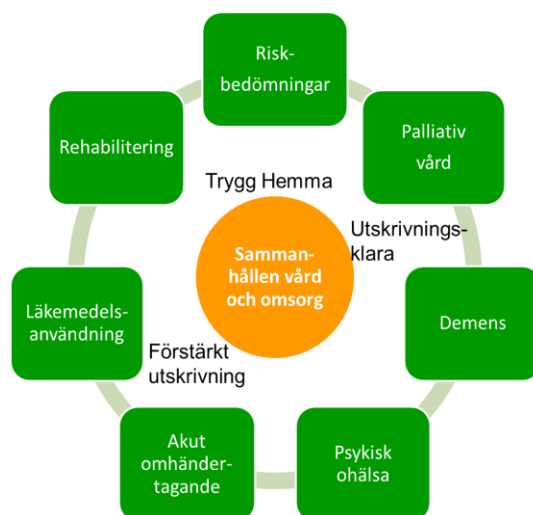 Risk-
bedömningar
Palliativ
vård
Rehabilitering
Trygg Hemma
Utskrivnings-
klara
Samman-
hållen vård
och omsorg
Demens
Läkemedels-
användning
Förstärkt
utskrivning
Akut
omhänder-
tagande
Psykisk
ohälsa